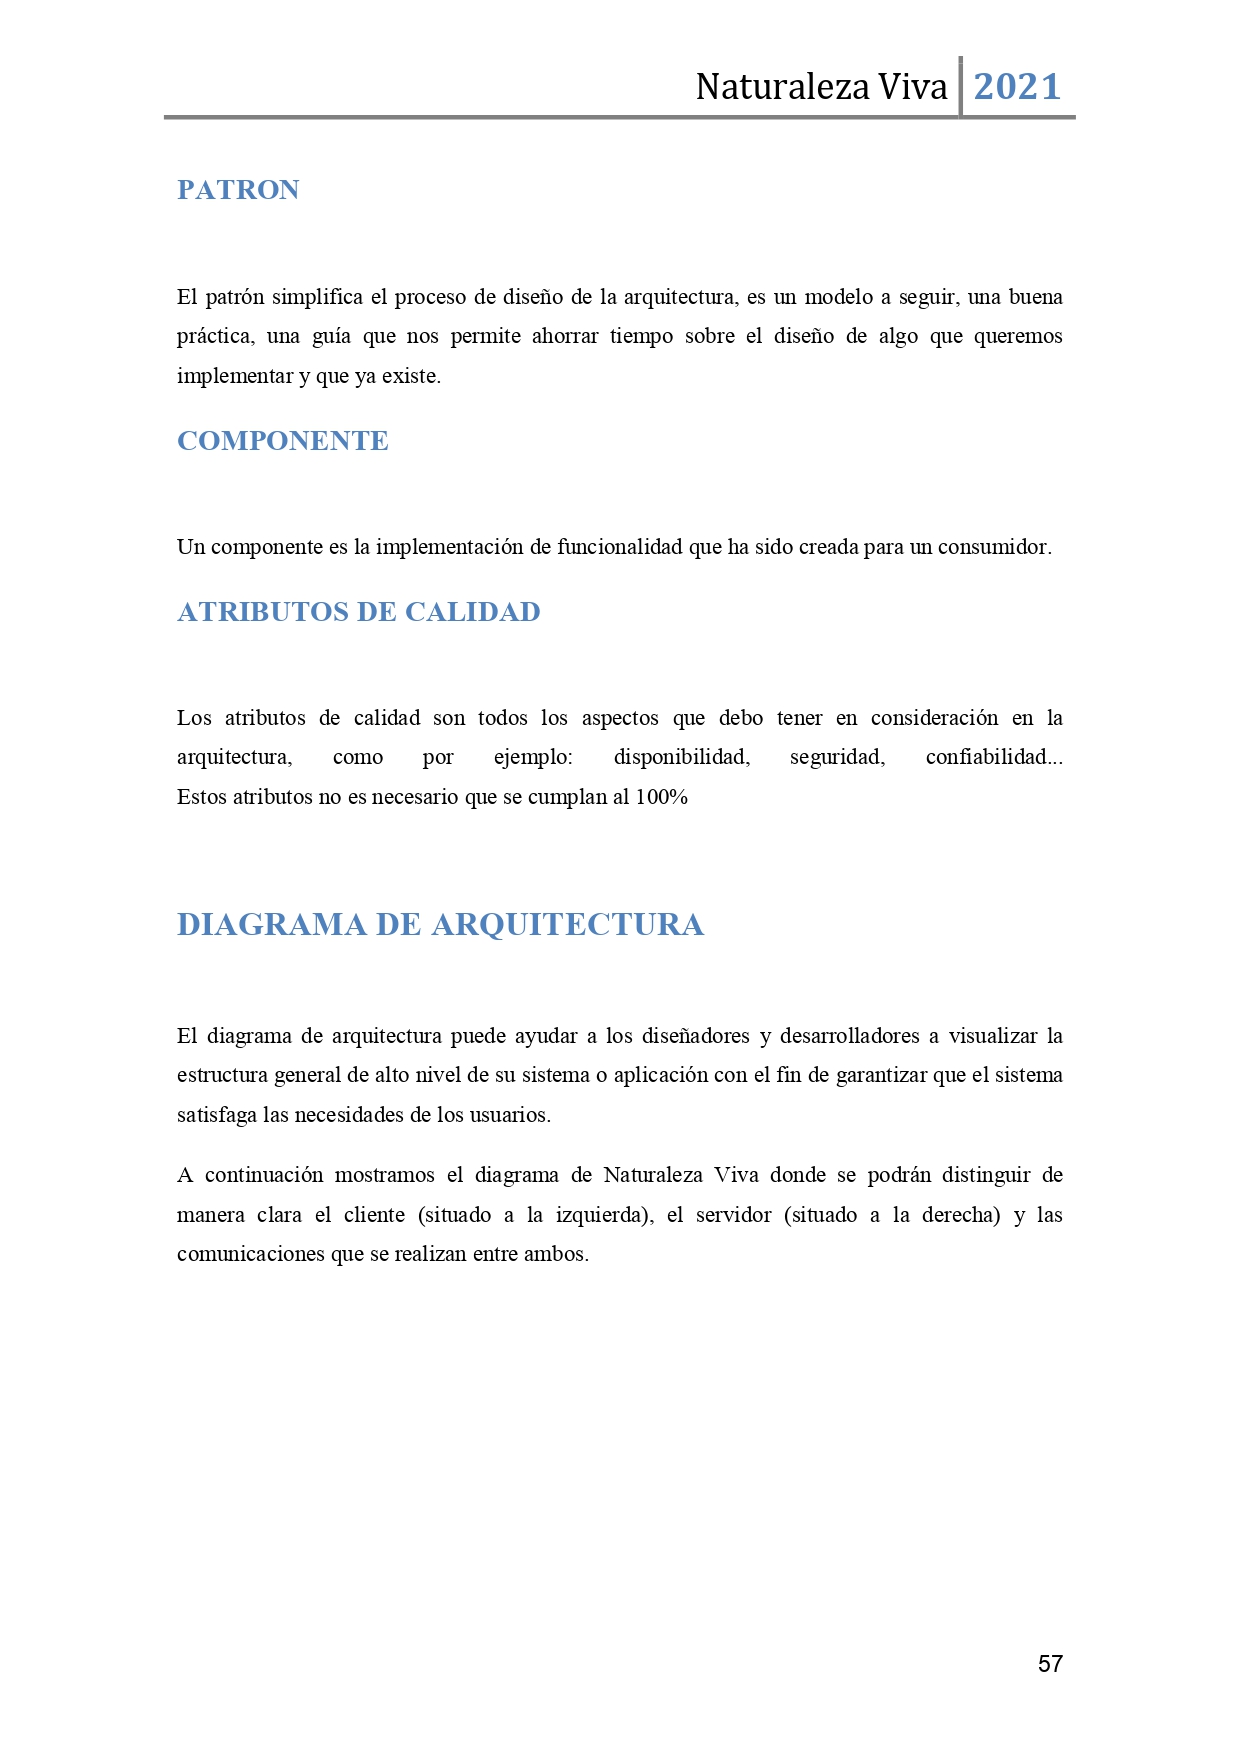 Naturaleza Viva 2021
PATRON
El patrón simplifica el proceso de diseño de la arquitectura, es un modelo a seguir, una buena
práctica, una guía que nos permite ahorrar tiempo sobre el diseño de algo que queremos
implementar y que ya existe.
COMPONENTE
Un componente es la implementación de funcionalidad que ha sido creada para un consumidor.
ATRIBUTOS DE CALIDAD
Los atributos de calidad son todos los aspectos que debo tener en consideración en la
arquitectura, como por ejemplo: disponibilidad, seguridad, confiabilidad...
Estos atributos no es necesario que se cumplan al 100%
DIAGRAMA DE ARQUITECTURA
El diagrama de arquitectura puede ayudar a los diseñadores y desarrolladores a visualizar la
estructura general de alto nivel de su sistema o aplicación con el fin de garantizar que el sistema
satisfaga las necesidades de los usuarios.
A continuación mostramos el diagrama de Naturaleza Viva donde se podrán distinguir de
manera clara el cliente (situado a la izquierda), el servidor (situado a la derecha) y las
comunicaciones que se realizan entre ambos.
57